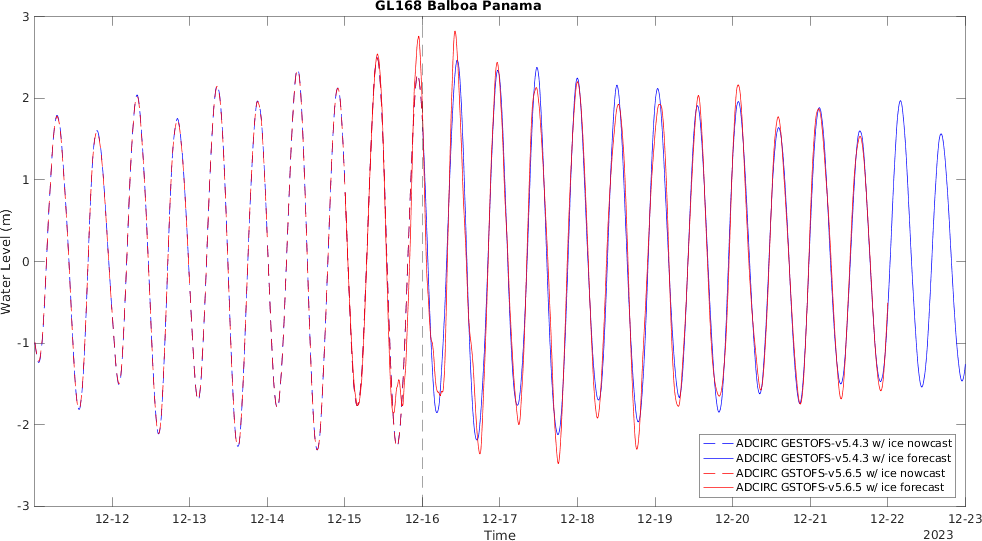 GL168 Balboa Panama
3
2
1
0
-1
-2
-3
Water Level (m)
12-12
12-13
12-14
12-15
12-16
12-17
12-18
12-19
12-20
12-21
12-22
12-23
Time
2023
ADCIRC GESTOFS-v5.4.3 w/ ice nowcast
ADCIRC GESTOFS-v5.4.3 w/ ice forecast
ADCIRC GSTOFS-v5.6.5 w/ ice nowcast
ADCIRC GSTOFS-v5.6.5 w/ ice forecast